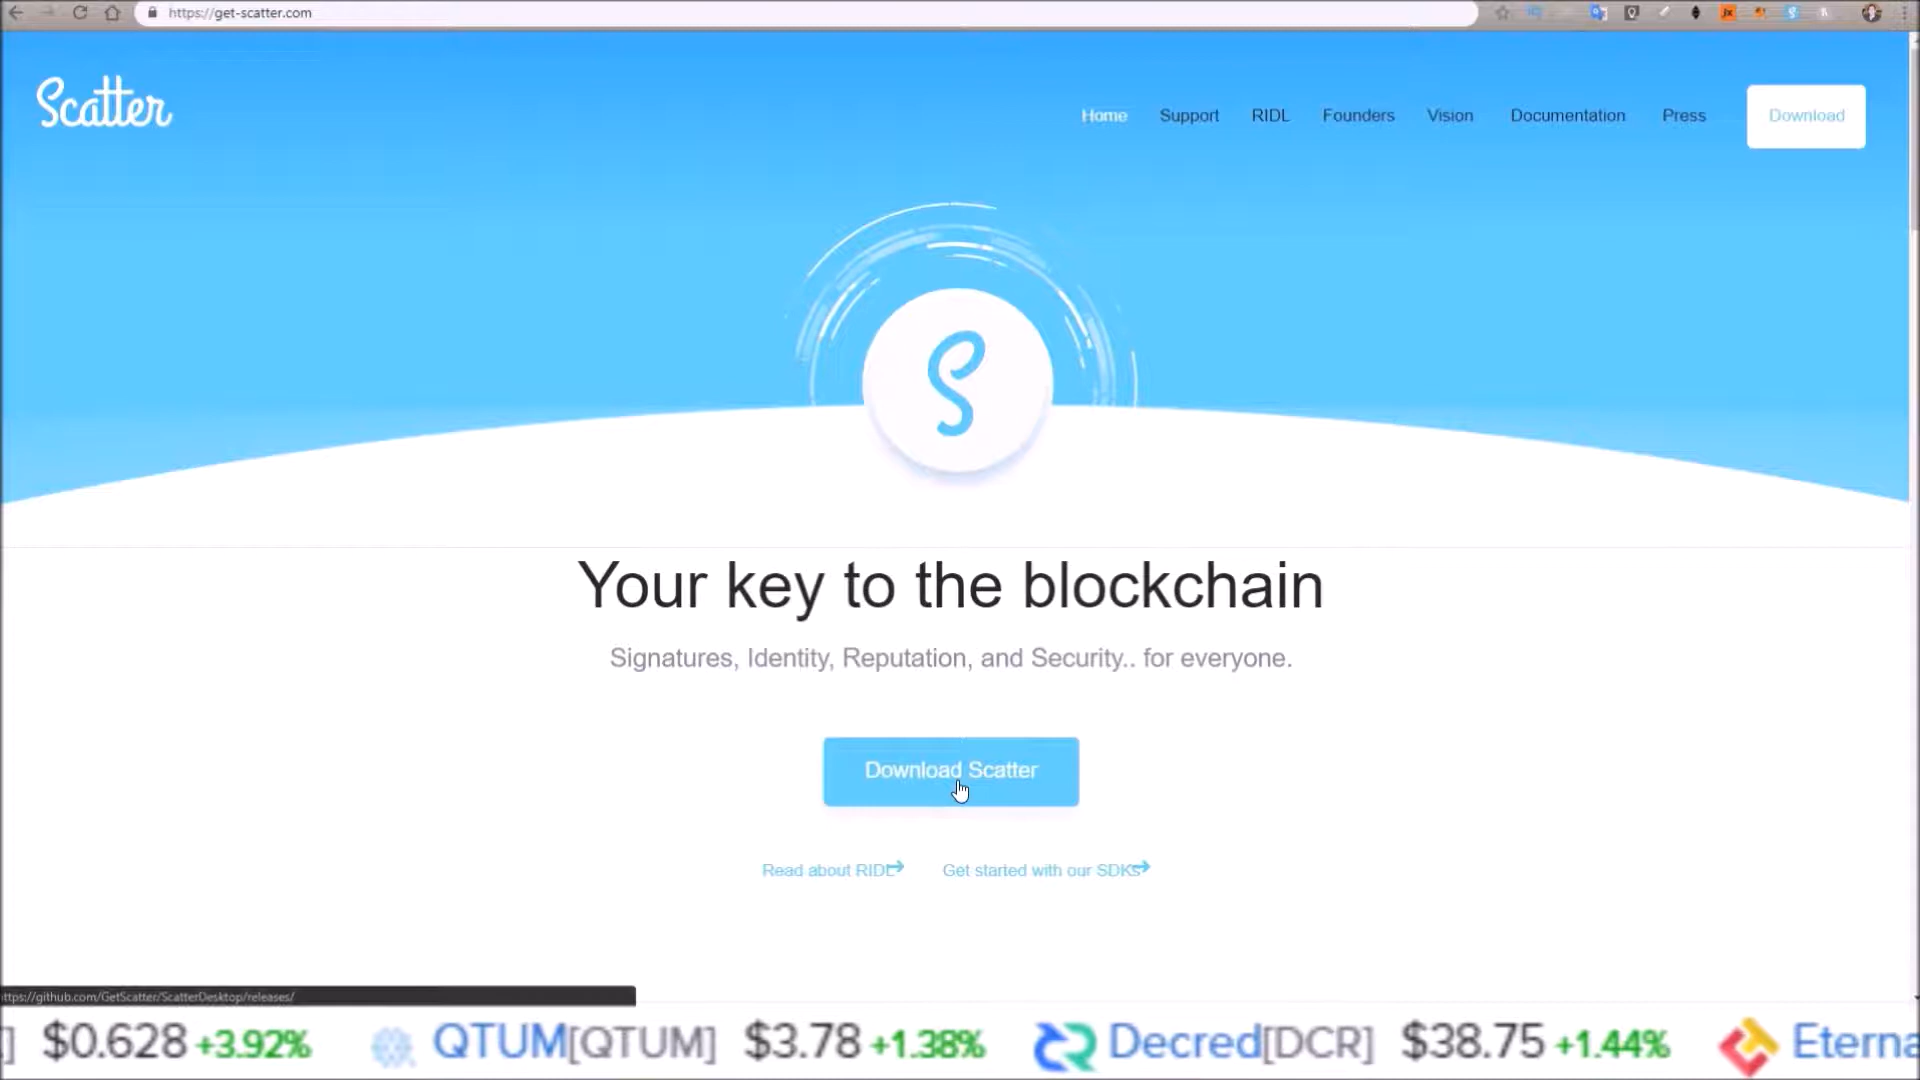 https://get-scatter.com
Scatter
Home Support RIDL Founders Vision Documentation Press Download
S
Your key to the blockchain
Signatures, Identity, Reputation, and Security.. for everyone.
Download Scatter
Read about RIDL Get started with our SDKs
ttps://github.com/GetScatter/ScatterDesktop/releases/
] $0.628 +3.92% QTUM[QTUM] $3.78 +1.38% Decred[DCR] $38.75 +1.44% Eterna